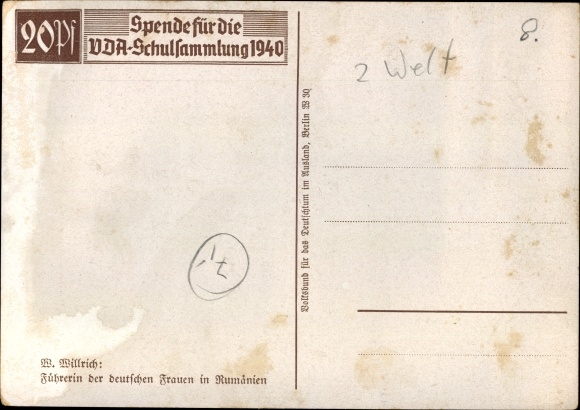 20 Pf
Spende für die
VDA-Schulsammlung 1940
8.
2 Welt
Volksbund für das Deutschtum im Ausland, Berlin W 30
W. Willrich:
Führerin der deutschen Frauen in Rumänien